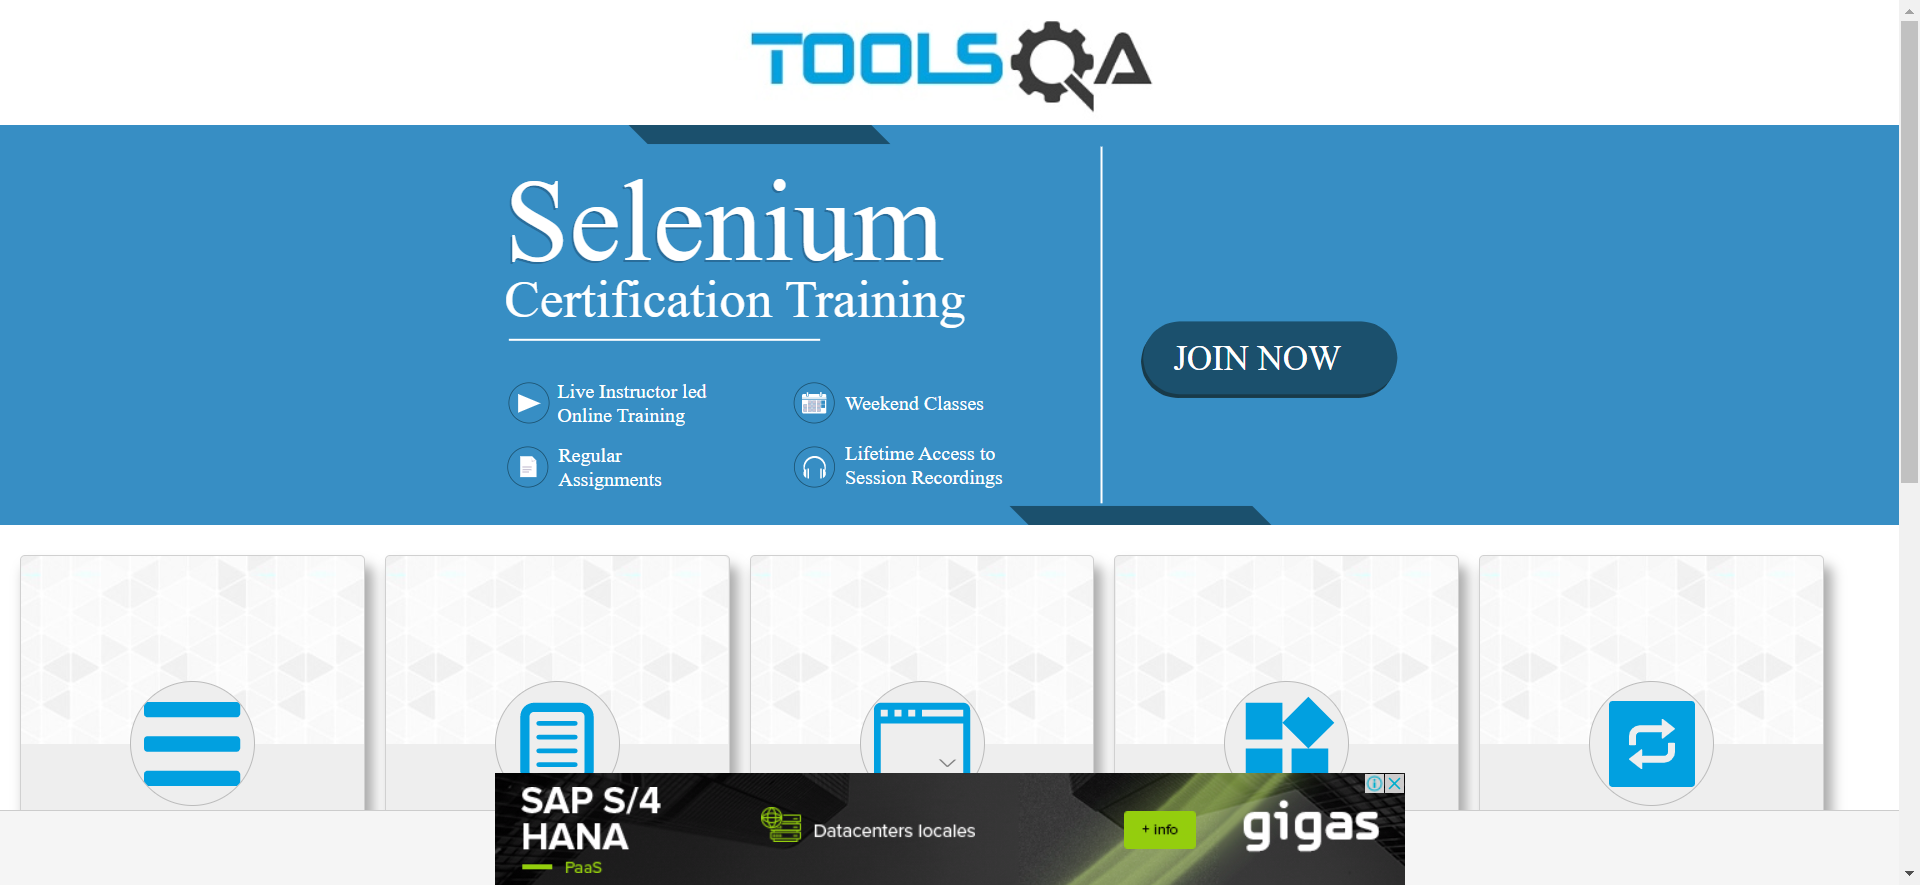 TOOLSQA
Selenium
Certification Training
JOIN NOW
Live Instructor led
Online Training
Weekend Classes
Regular
Assignments
Lifetime Access to
Session Recordings
SAP S/4
HANA
PaaS
Datacenters locales
+ info
gigas